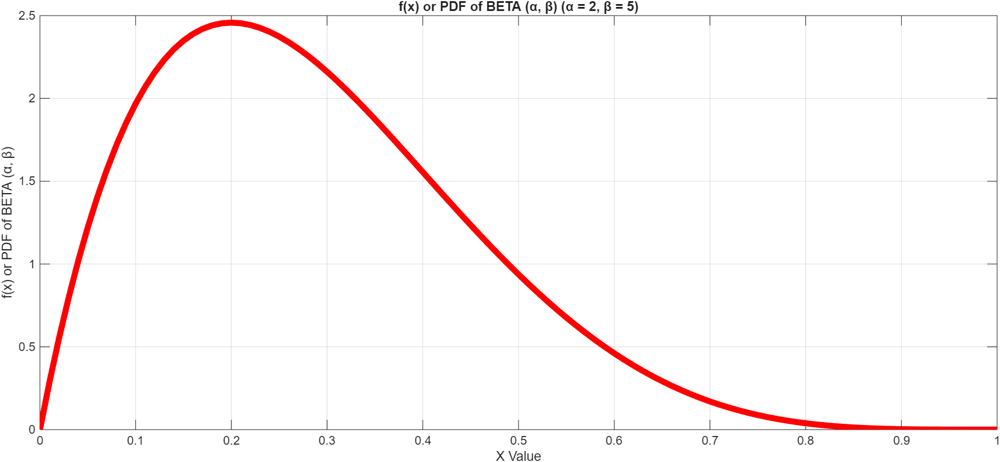 f(x) or PDF of BETA (α, β) (α = 2, β = 5)
f(x) or PDF of BETA (α, β)
2.5
2
1.5
1
0.5
0
0 0.1 0.2 0.3 0.4 0.5 0.6 0.7 0.8 0.9 1
X Value